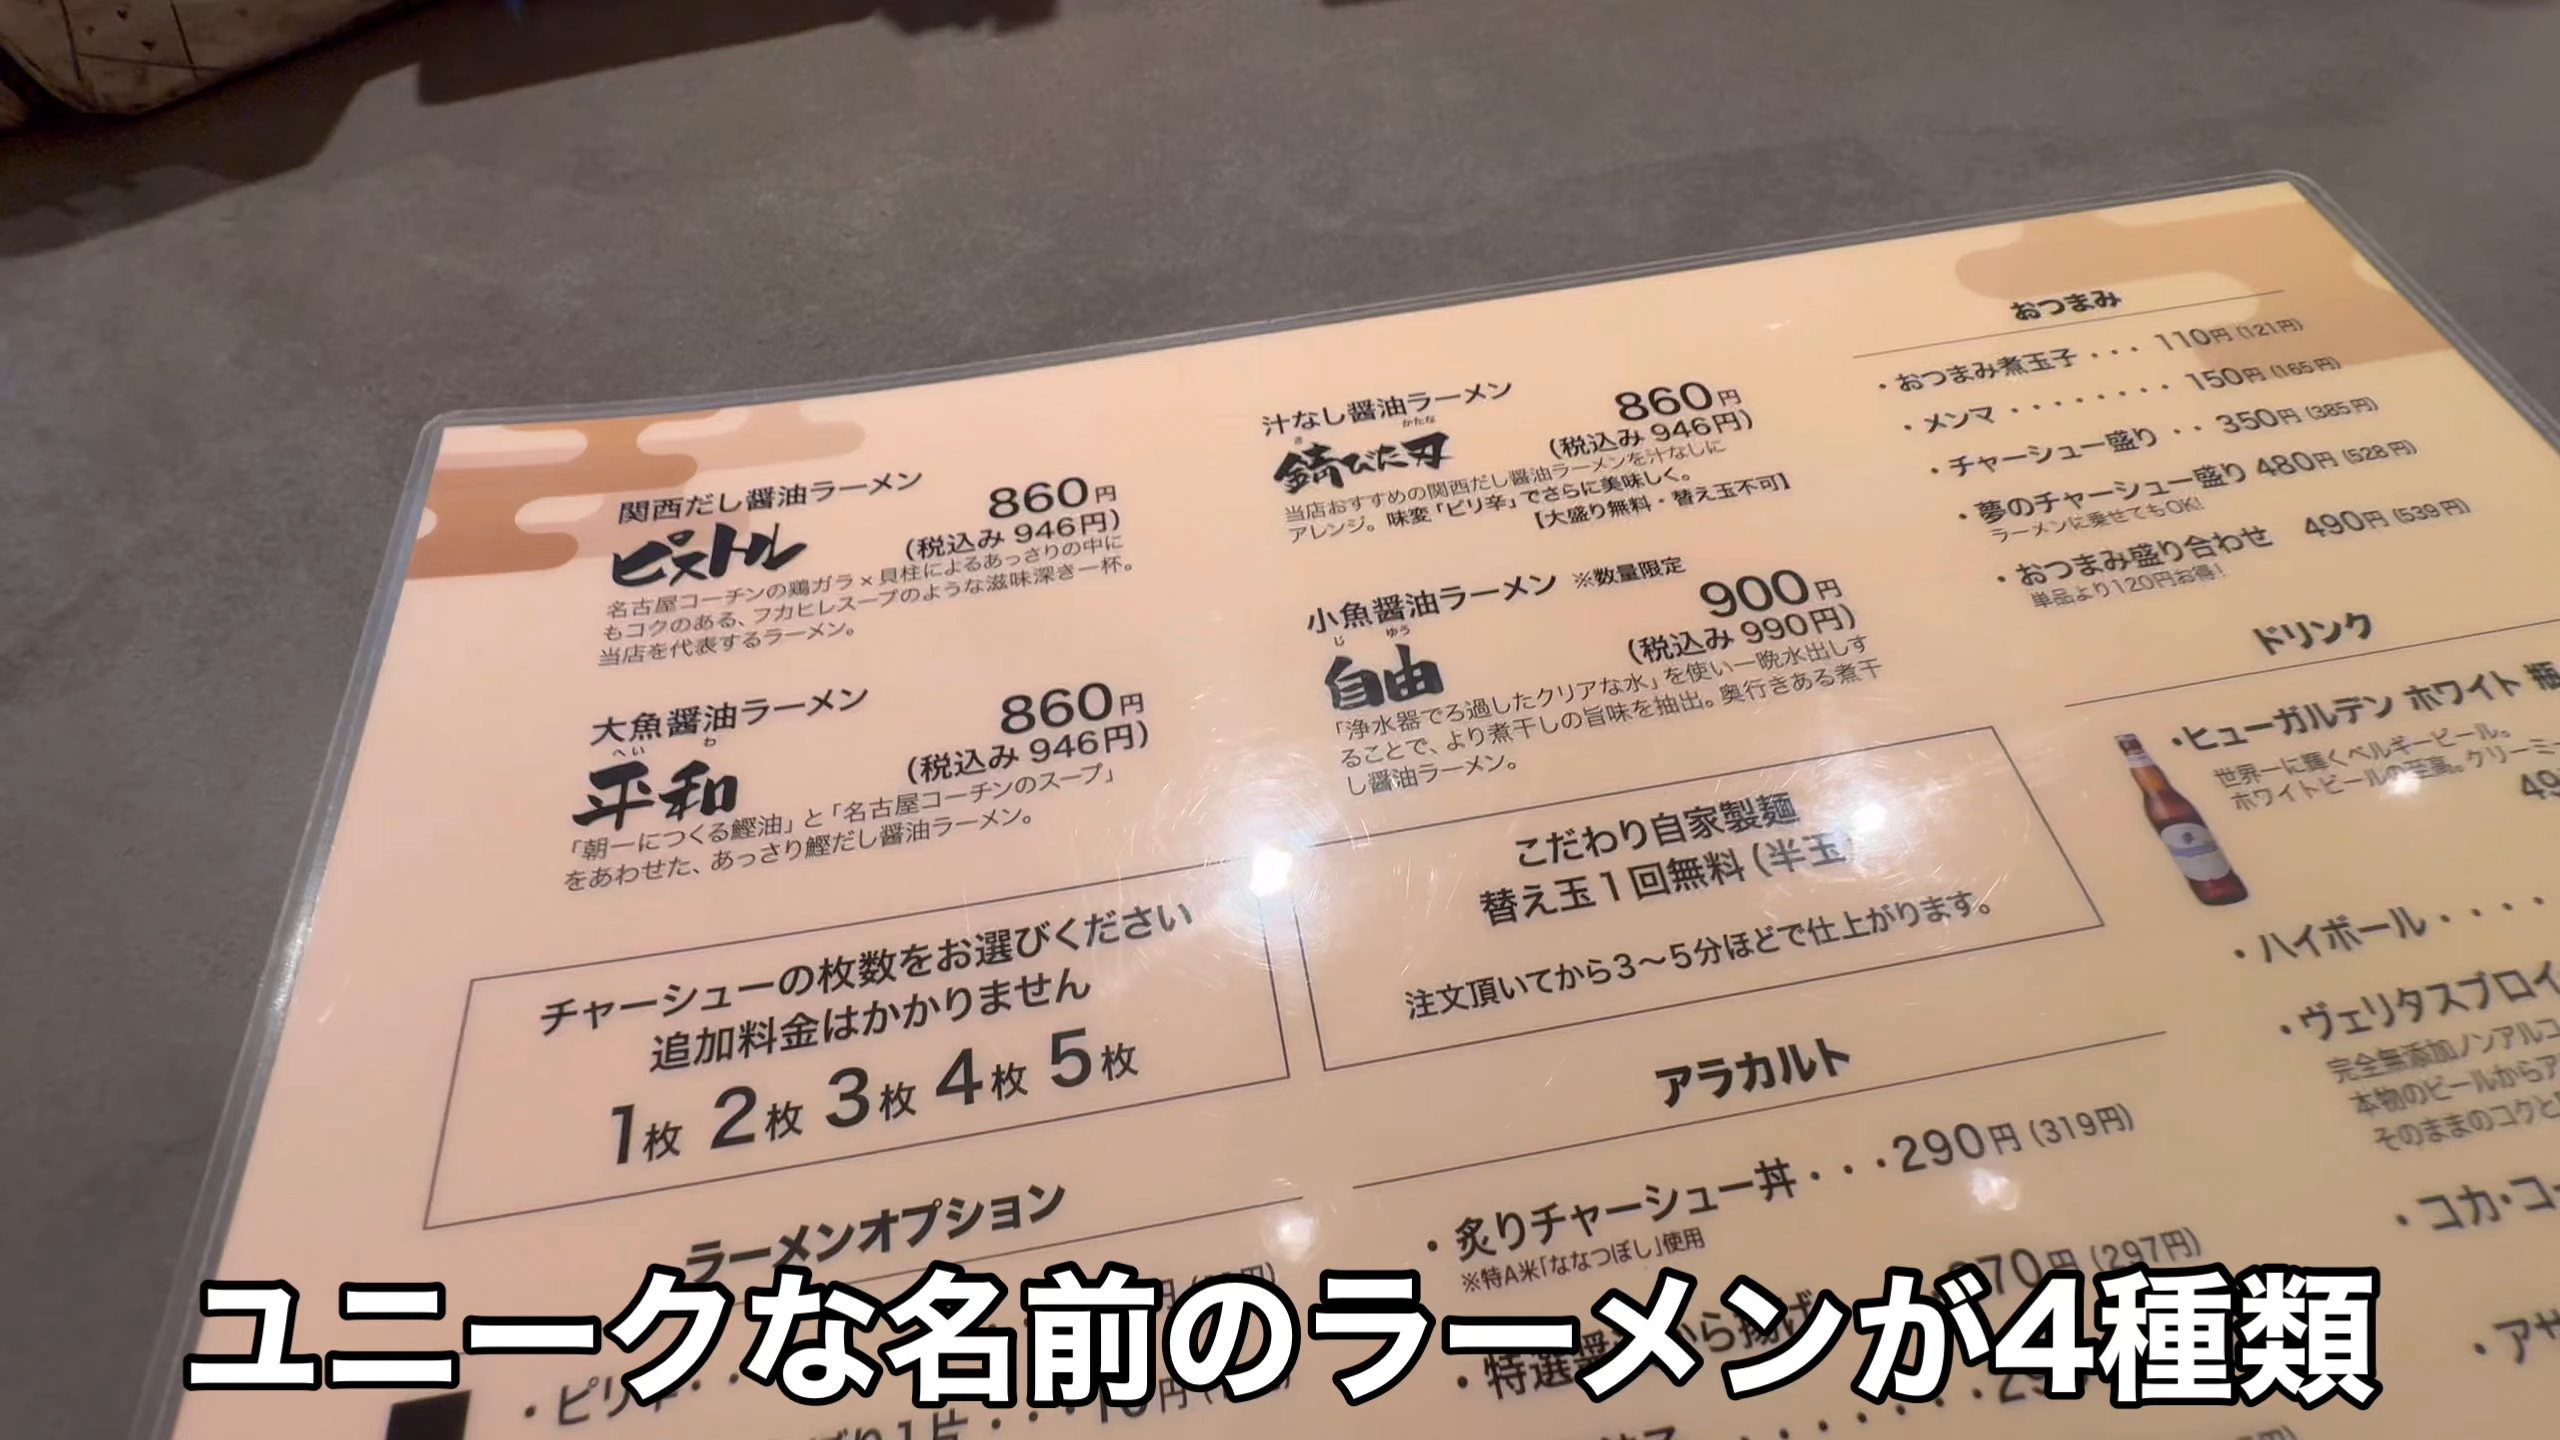 関西だし醤油ラーメン
ピストル
860円
(税込み 946円)
名古屋コーチンの鶏ガラ×貝柱によるあっさりの中に
もコクのある、フカヒレスープのような滋味深き一杯。
当店を代表するラーメン。
大魚醤油ラーメン
へいわ
平和
860円
(税込み 946円)
「朝一につくる鰹油」と「名古屋コーチンのスープ」
をあわせた、あっさり鰹だし醤油ラーメン。
チャーシューの枚数をお選びください
追加料金はかかりません
1枚 2枚 3枚 4枚 5枚
ラーメンオプション
汁なし醤油ラーメン
かたな
錆びた刃
860円
(税込み 946円)
当店おすすめの関西だし醤油ラーメンを汁なしに
アレンジ。味変「ピリ辛」でさらに美味しく。
【大盛り無料・替え玉不可】
小魚醤油ラーメン ※数量限定
じゆう
自由
900円
(税込み 990円)
「浄水器でろ過したクリアな水」を使い一晩水出しす
ることで、より煮干しの旨味を抽出。奥行きある煮干
し醤油ラーメン。
こだわり自家製麺
替え玉1回無料(半玉)
注文頂いてから3〜5分ほどで仕上がります。
アラカルト
・炙りチャーシュー丼・・・290円(319円)
※特A米「ななつぼし」使用
(297円)
おつまみ
・おつまみ煮玉子・・・110円(121円)
・メンマ・・・・・・・・150円(165円)
・チャーシュー盛り・・350円(385円)
・夢のチャーシュー盛り 480円(528円)
ラーメンに乗せてもOK!
・おつまみ盛り合わせ 490円(539円)
単品より120円お得!
ドリンク
・ヒューガルデン ホワイト 瓶
世界一に輝くベルギービール。
ホワイトビールの至高。クリーミー
・ハイボール・・・・
・ヴェリタスブロイ
完全無添加ノンアルコ
本物のビールからア
そのままのコクと
・コカ・コー
ユニークな名前のラーメンが4種類